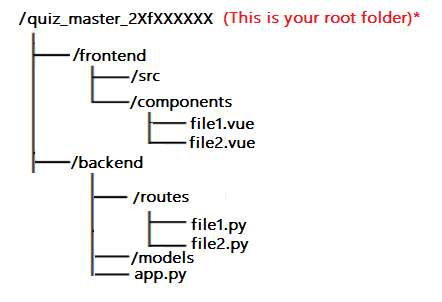 /quiz_master_2XfXXXXXX (This is your root folder)*
/frontend
/src
/components
file1.vue
file2.vue
/backend
/routes
file1.py
file2.py
/models
app.py